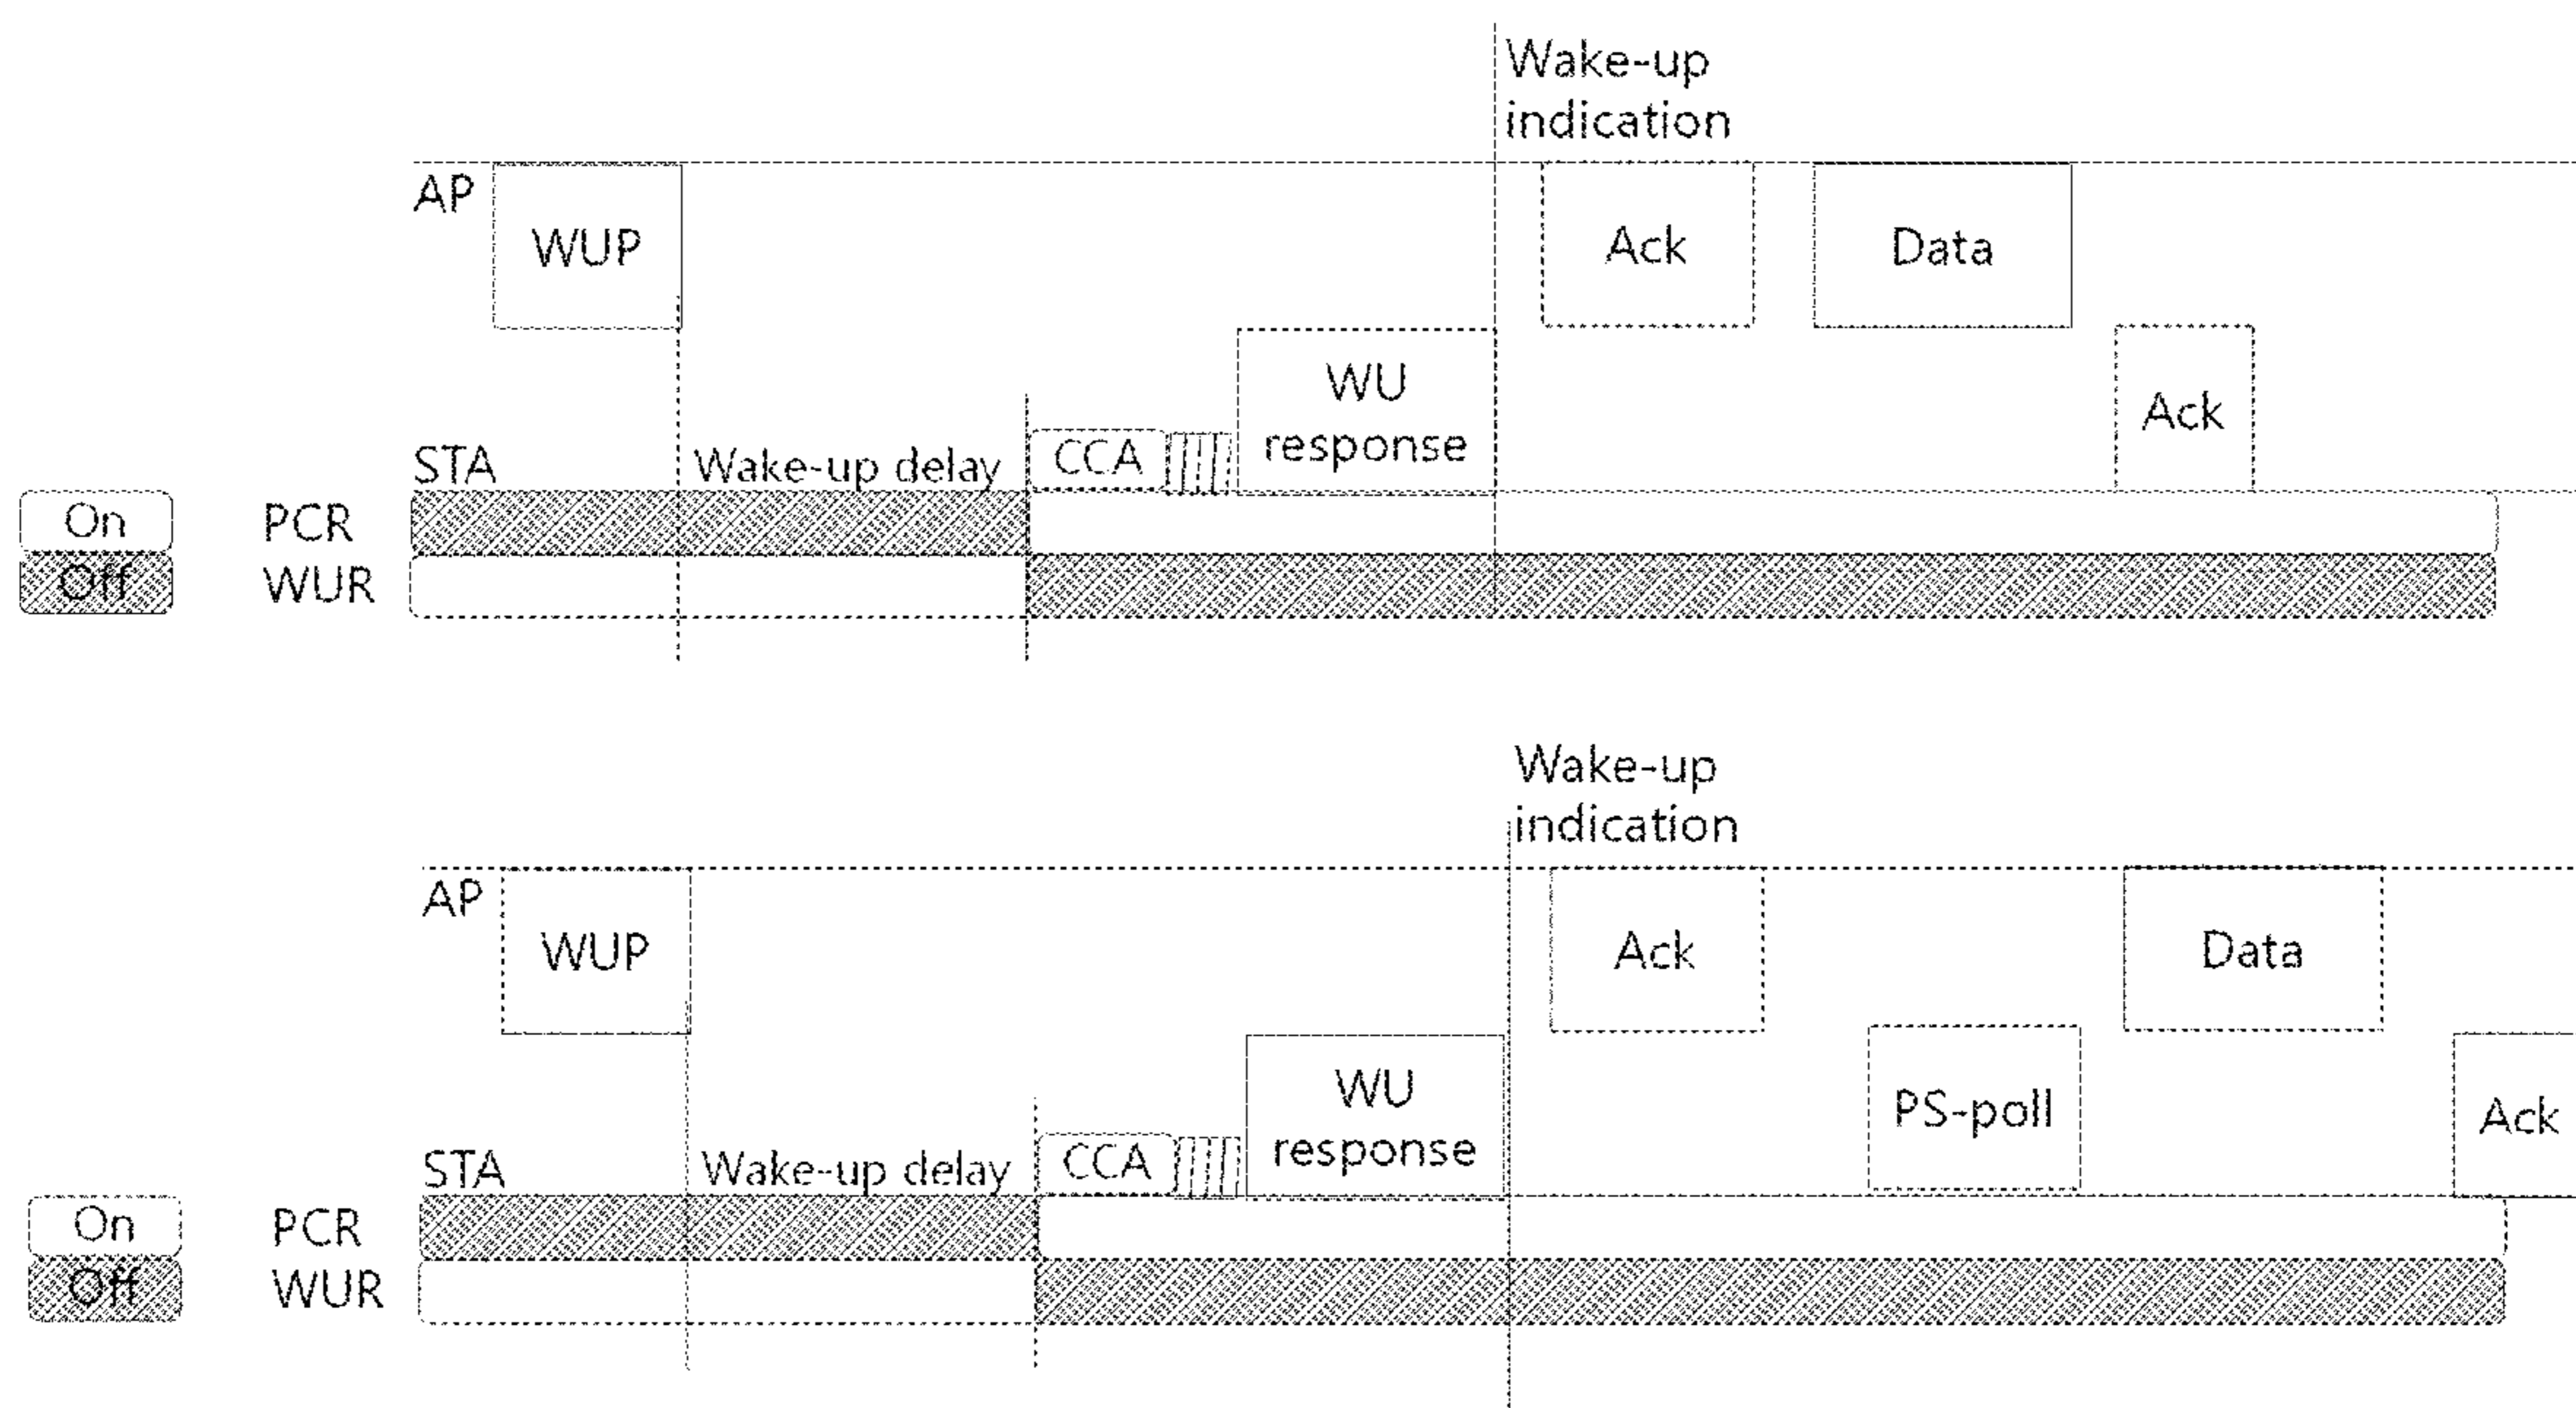 Wake-up
indication
AP
WUP
Ack
Data
WU
response
Ack
STA
Wake-up delay
CCA
On
PCR
Off
WUR
Wake-up
indication
AP
WUP
Ack
Data
WU
response
PS-poll
Ack
STA
Wake-up delay
CCA
On
PCR
Off
WUR